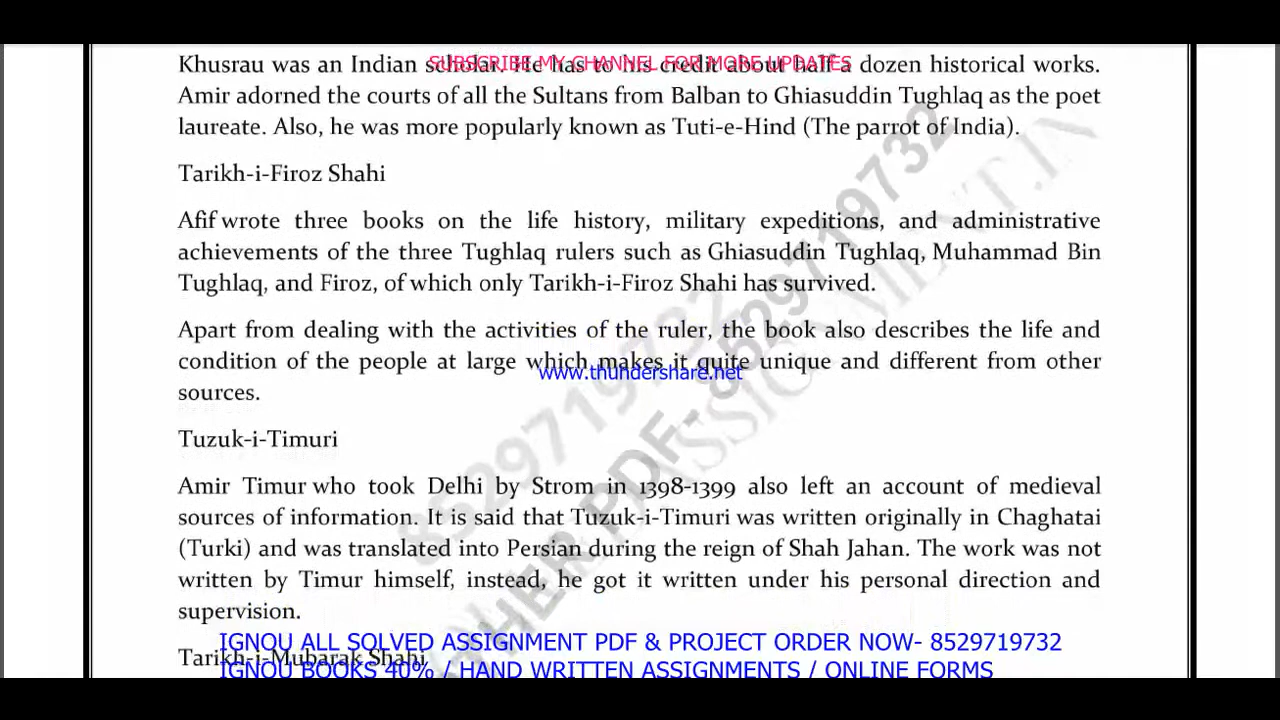 SUBSCRIBE MY CHANNEL FOR MORE UPDATES
Khusrau was an Indian scholar. He has to his credit about half a dozen historical works.
Amir adorned the courts of all the Sultans from Balban to Ghiasuddin Tughlaq as the poet
laureate. Also, he was more popularly known as Tuti-e-Hind (The parrot of India).
Tarikh-i-Firoz Shahi
Afif wrote three books on the life history, military expeditions, and administrative
achievements of the three Tughlaq rulers such as Ghiasuddin Tughlaq, Muhammad Bin
Tughlaq, and Firoz, of which only Tarikh-i-Firoz Shahi has survived.
Apart from dealing with the activities of the ruler, the book also describes the life and
condition of the people at large which makes it quite unique and different from other
www.thundershare.net
sources.
Tuzuk-i-Timuri
Amir Timur who took Delhi by Strom in 1398-1399 also left an account of medieval
sources of information. It is said that Tuzuk-i-Timuri was written originally in Chaghatai
(Turki) and was translated into Persian during the reign of Shah Jahan. The work was not
written by Timur himself, instead, he got it written under his personal direction and
supervision.
IGNOU ALL SOLVED ASSIGNMENT PDF & PROJECT ORDER NOW- 8529719732
Tarikh-i-Mubarak Shahi
IGNOU BOOKS 40% / HAND WRITTEN ASSIGNMENTS / ONLINE FORMS
8529719732
PDF- 8529719732
ASSIGNMENT.IN